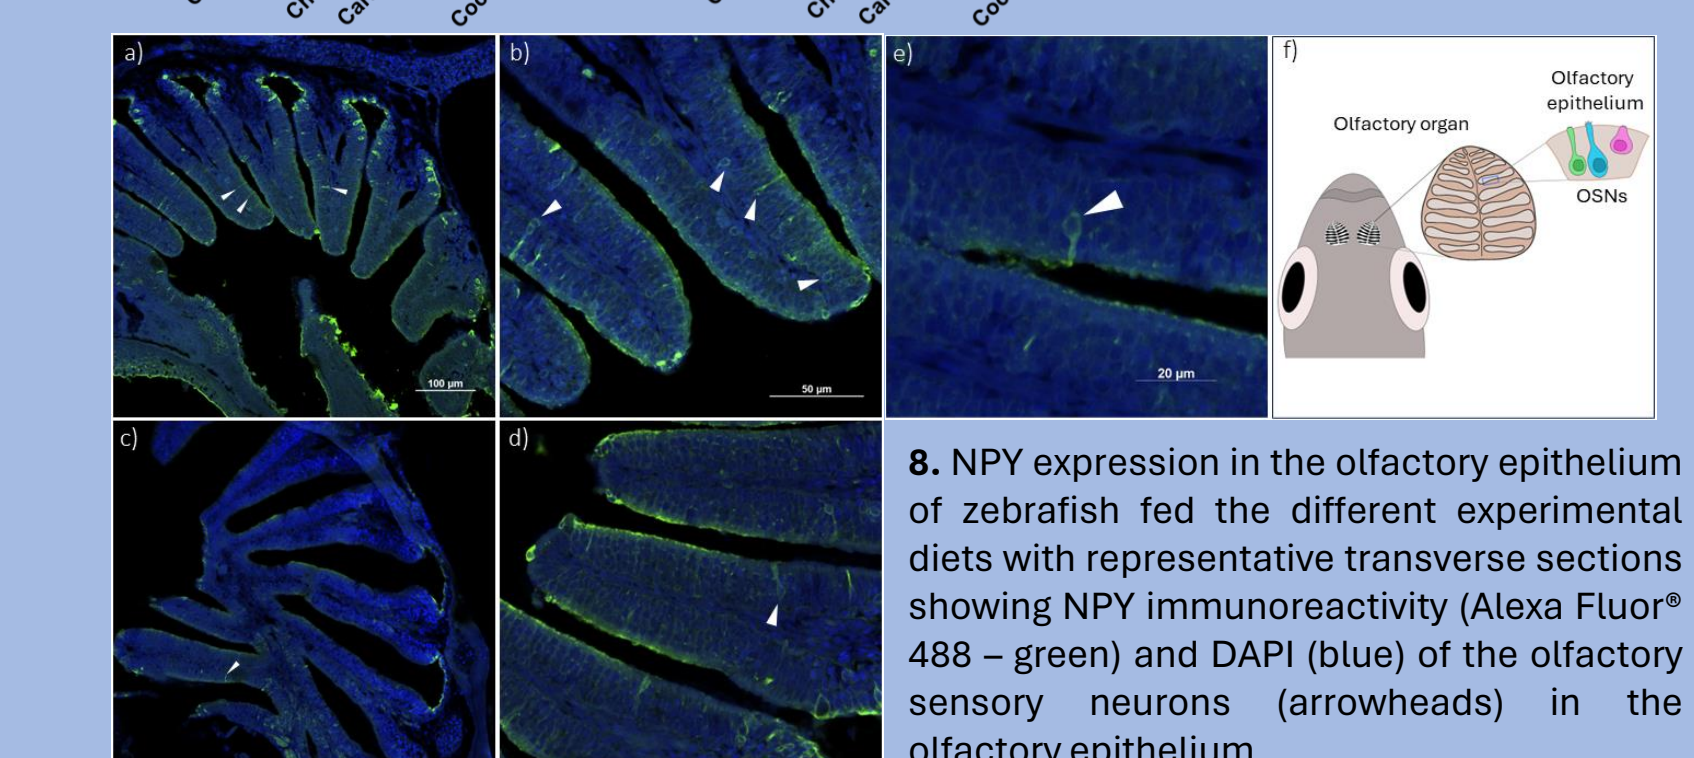 a)
b)
e)
f)
Olfactory
epithelium
Olfactory organ
OSNs
100 µm
50 µm
20 µm
c)
d)
8. NPY expression in the olfactory epithelium
of zebrafish fed the different experimental
diets with representative transverse sections
showing NPY immunoreactivity (Alexa Fluor®
488 – green) and DAPI (blue) of the olfactory
sensory neurons (arrowheads) in the
olfactory epithelium